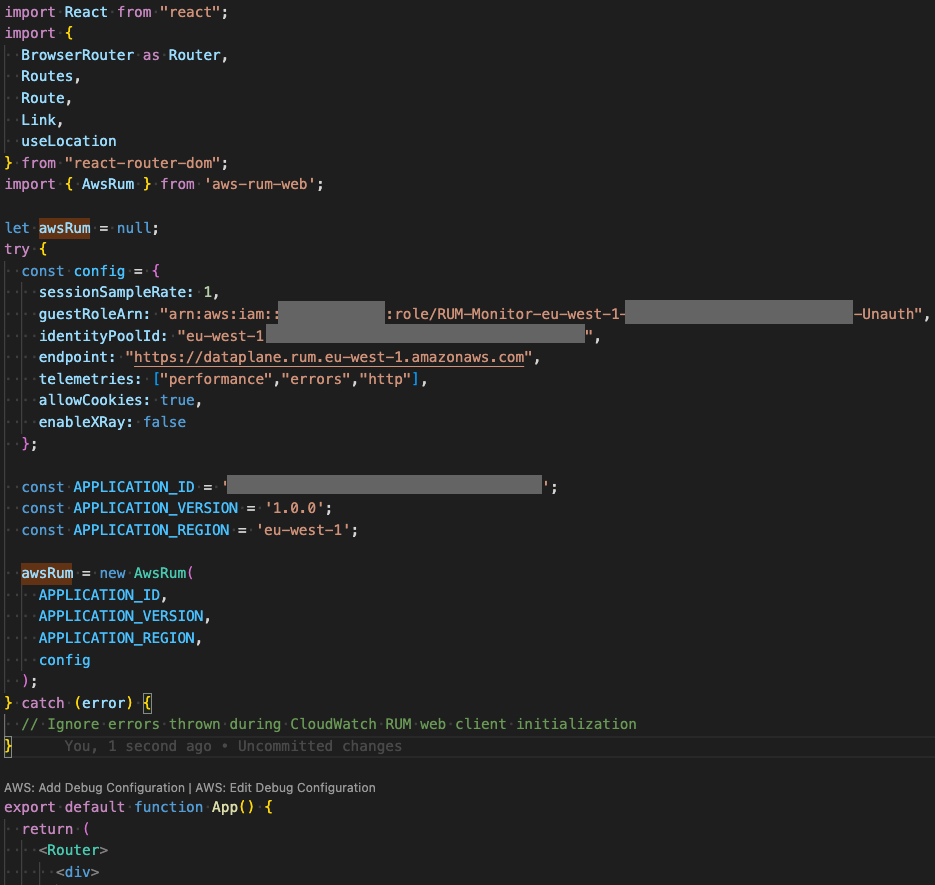 import React from "react";
import {
  BrowserRouter as Router,
  Routes,
  Route,
  Link,
  useLocation
} from "react-router-dom";
import { AwsRum } from 'aws-rum-web';

let awsRum = null;
try {
  const config = {
    sessionSampleRate: 1,
    guestRoleArn: "arn:aws:iam:: :role/RUM-Monitor-eu-west-1- -Unauth",
    identityPoolId: "eu-west-1 ",
    endpoint: "https://dataplane.rum.eu-west-1.amazonaws.com",
    telemetries: ["performance","errors","http"],
    allowCookies: true,
    enableXRay: false
  };

  const APPLICATION_ID = ' ';
  const APPLICATION_VERSION = '1.0.0';
  const APPLICATION_REGION = 'eu-west-1';

  awsRum = new AwsRum(
    APPLICATION_ID,
    APPLICATION_VERSION,
    APPLICATION_REGION,
    config
  );
} catch (error) {
  // Ignore errors thrown during CloudWatch RUM web client initialization
} You, 1 second ago • Uncommitted changes

AWS: Add Debug Configuration | AWS: Edit Debug Configuration
export default function App() {
  return (
    <Router>
      <div>